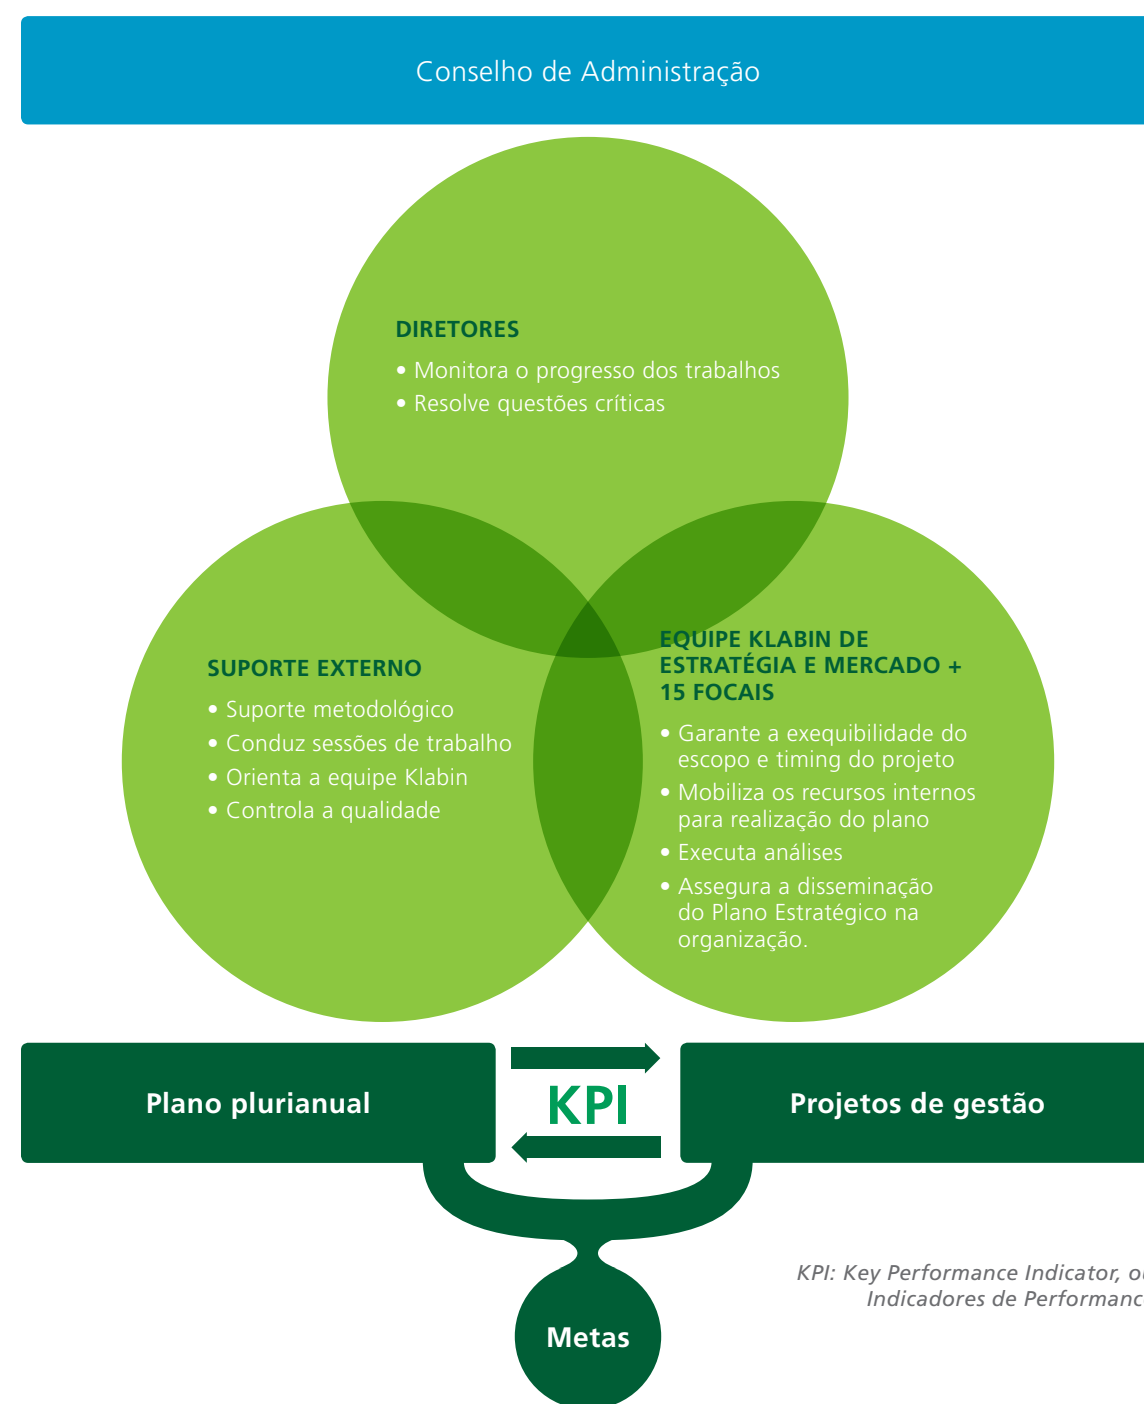 Conselho de Administração
DIRETORES
• Monitora o progresso dos trabalhos
• Resolve questões críticas
SUPORTE EXTERNO
• Suporte metodológico
• Conduz sessões de trabalho
• Orienta a equipe Klabin
• Controla a qualidade
EQUIPE KLABIN DE
ESTRATÉGIA E MERCADO +
15 FOCAIS
• Garante a exequibilidade do
escopo e timing do projeto
• Mobiliza os recursos internos
para realização do plano
• Executa análises
• Assegura a disseminação
do Plano Estratégico na
organização.
Plano plurianual
KPI
Projetos de gestão
Metas
KPI: Key Performance Indicator, ou
Indicadores de Performance